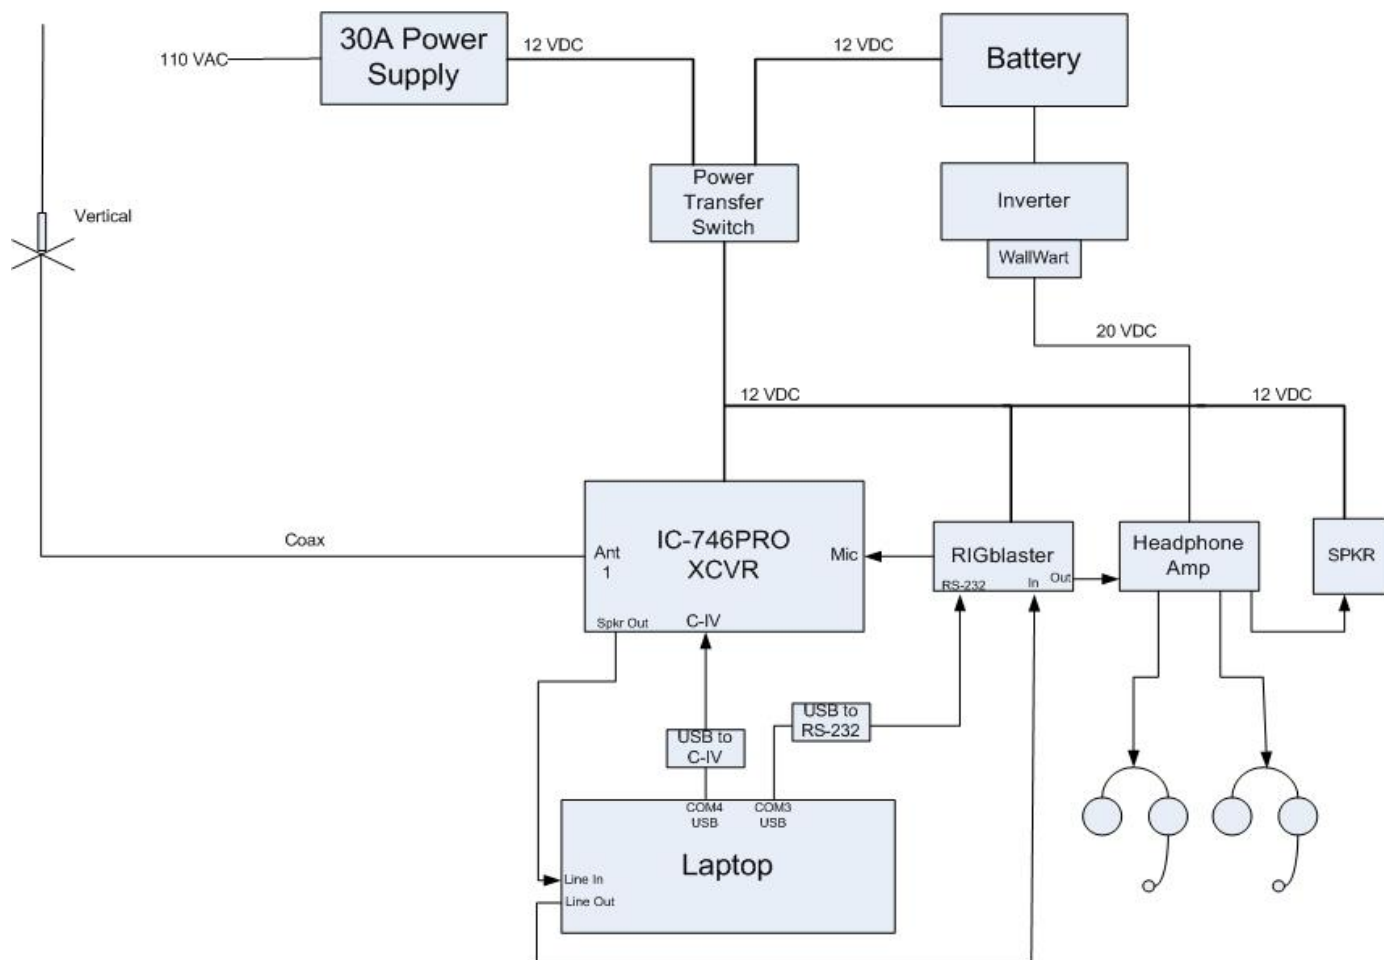 30A Power
Supply
110 VAC
12 VDC
12 VDC
Battery
Power
Transfer
Switch
Inverter
WallWart
Vertical
20 VDC
12 VDC
12 VDC
Coax
Ant
1
IC-746PRO
XCVR
Mic
Spkr Out
C-IV
RIGblaster
RS-232
In
Out
Headphone
Amp
SPKR
USB to
C-IV
USB to
RS-232
COM4
USB
COM3
USB
Laptop
Line In
Line Out